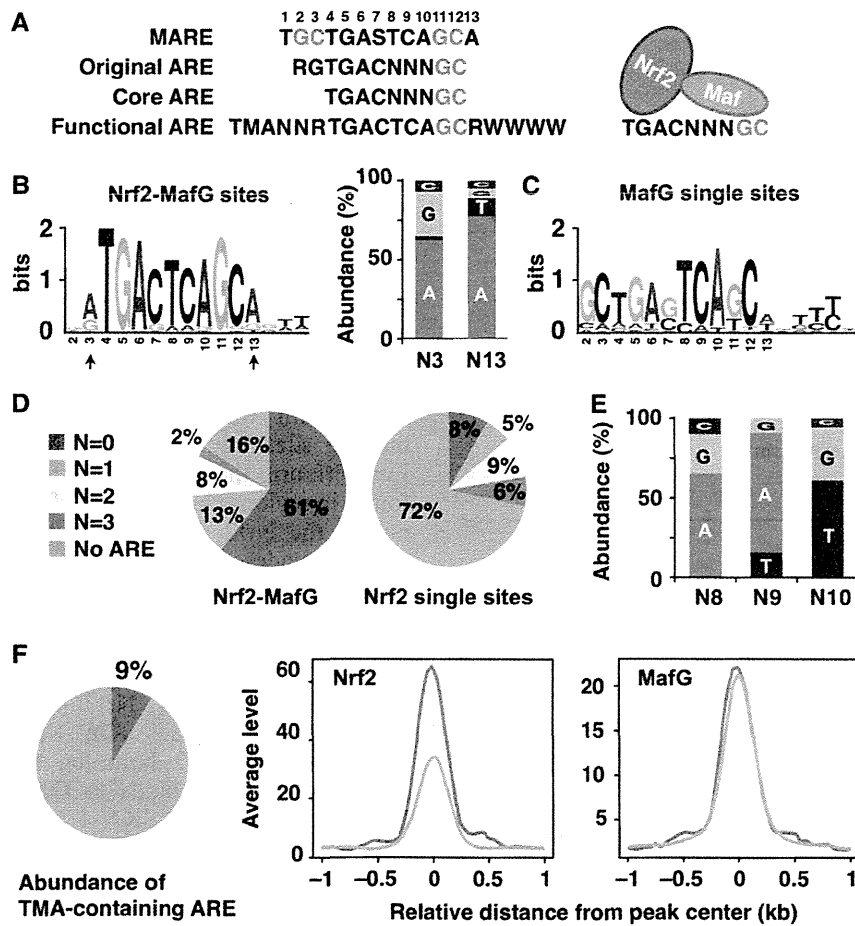 A
1 2 3 4 5 6 7 8 9 10 11 12 13
MARE TGCTGASTCAGCA
Original ARE RGTGACNNNGC
Core ARE TGACNNNGC
Functional ARE TMANNRTGACTCAGCRWWWW
Nrf2
Maf
TGACNNNGC
B
Nrf2-MafG sites
bits
2
1
0
2 3 4 5 6 7 8 9 10 11 12 13
A T G A C T C A G C A
Abundance (%)
100
50
0
C
G
A
C
G
T
A
N3 N13
C
MafG single sites
bits
2
1
0
2 3 4 5 6 7 8 9 10 11 12 13
G C T G A G T C A G C A
D
N=0
N=1
N=2
N=3
No ARE
2%
16%
8%
13%
61%
Nrf2-MafG
8%
5%
9%
6%
72%
Nrf2 single sites
E
Abundance (%)
100
50
0
C
G
A
G
A
T
C
G
T
N8 N9 N10
F
9%
Abundance of
TMA-containing ARE
Average level
Nrf2
60
40
20
0
−1 −0.5 0 0.5 1
MafG
20
15
10
5
−1 −0.5 0 0.5 1
Relative distance from peak center (kb)